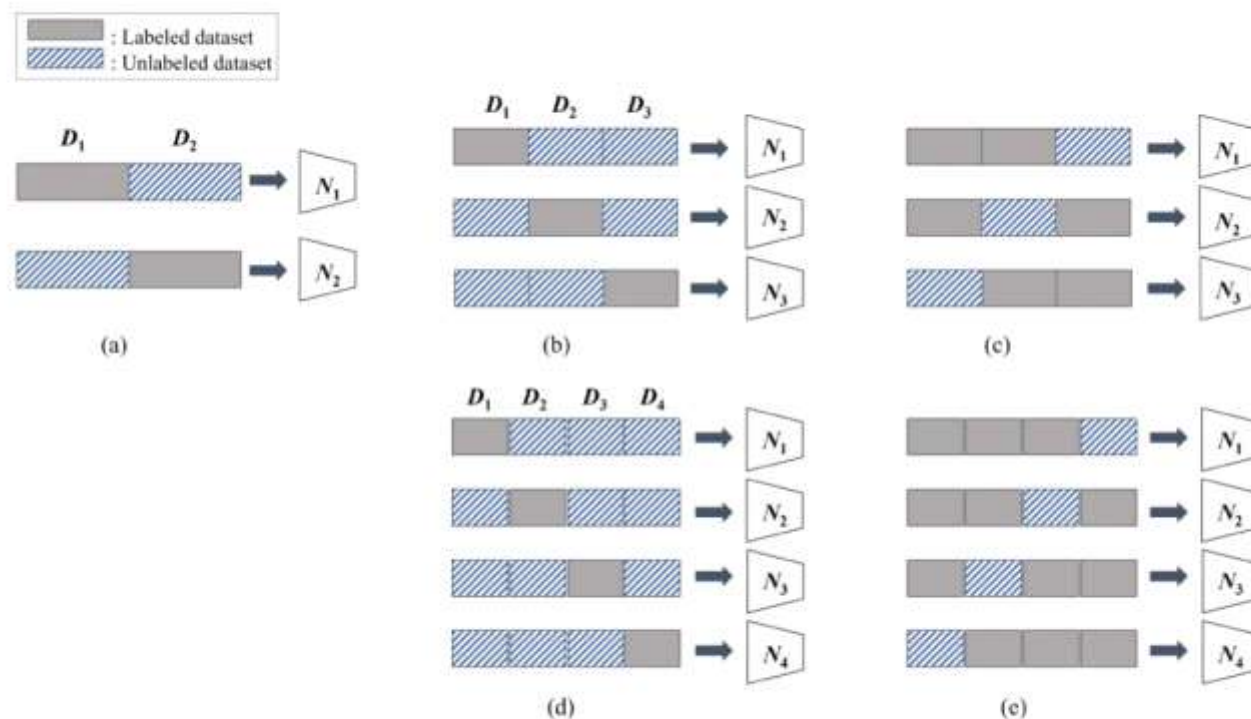 : Labeled dataset
: Unlabeled dataset
D1 D2
N1
N2
(a)
D1 D2 D3
N1
N2
N3
(b)
N1
N2
N3
(c)
D1 D2 D3 D4
N1
N2
N3
N4
(d)
N1
N2
N3
N4
(e)